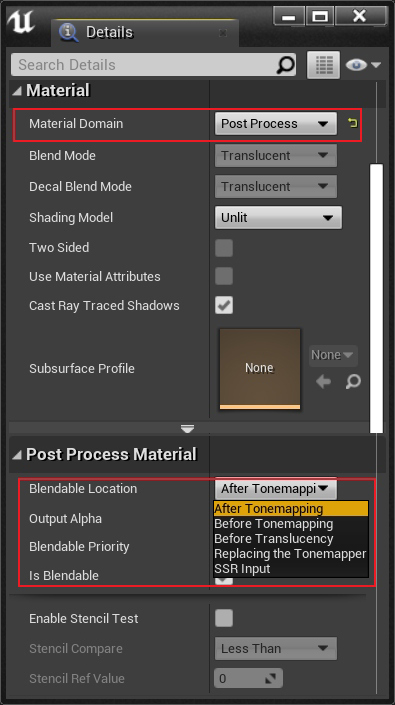 Details
Search Details
Material
Material Domain Post Process
Blend Mode Translucent
Decal Blend Mode Translucent
Shading Model Unlit
Two Sided
Use Material Attributes
Cast Ray Traced Shadows
Subsurface Profile None None
Post Process Material
Blendable Location After Tonemappi
After Tonemapping
Output Alpha
Before Tonemapping
Before Translucency
Blendable Priority
Replacing the Tonemapper
SSR Input
Is Blendable
Enable Stencil Test
Stencil Compare Less Than
Stencil Ref Value 0